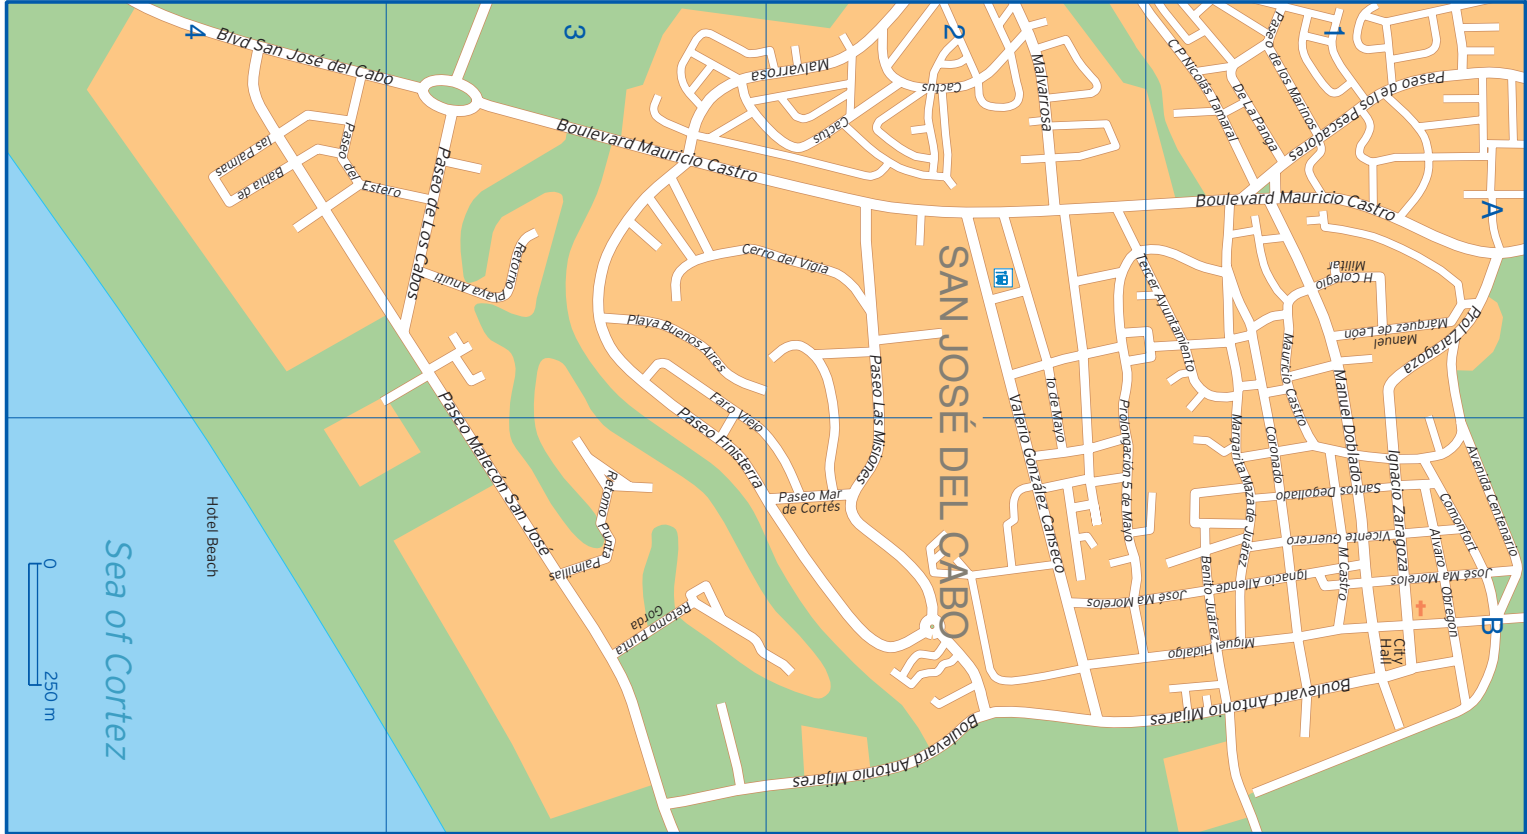 A
B
1
2
3
4
SAN JOSÉ DEL CABO
Sea of Cortez
Hotel Beach
0
250 m
Paseo de los Pescadores
Paseo de los Marinos
De La Panga
C P Nicolás Tamaral
Boulevard Mauricio Castro
Boulevard Mauricio Castro
Blvd San José del Cabo
Malvarrosa
Malvarrosa
Cactus
Cactus
H Colegio
Militar
Manuel
Márquez de León
Prol Zaragoza
Mauricio Castro
Manuel Doblado
Ignacio Zaragoza
Tercer Ayuntamiento
1o de Mayo
Valerio González Canseco
Prolongación 5 de Mayo
Margarita Maza de Juárez
Coronado
Santos Degollado
Vicente Guerrero
M Castro
Ignacio Allende
José Ma Morelos
José Ma Morelos
Benito Juárez
Miguel Hidalgo
Avenida Centenario
Comonfort
Alvaro Obregon
City
Hall
Boulevard Antonio Mijares
Boulevard Antonio Mijares
Paseo Las Misiones
Cerro del Vigia
Playa Buenos Aires
Faro Viejo
Paseo Finisterra
Paseo Mar
de Cortés
Retorno
Playa Anuiti
Paseo de Los Cabos
Paseo del Estero
las Palmas
Bahia de
Paseo Malecón San José
Retorno Punta
Palmillas
Retorno Punta
Gorda